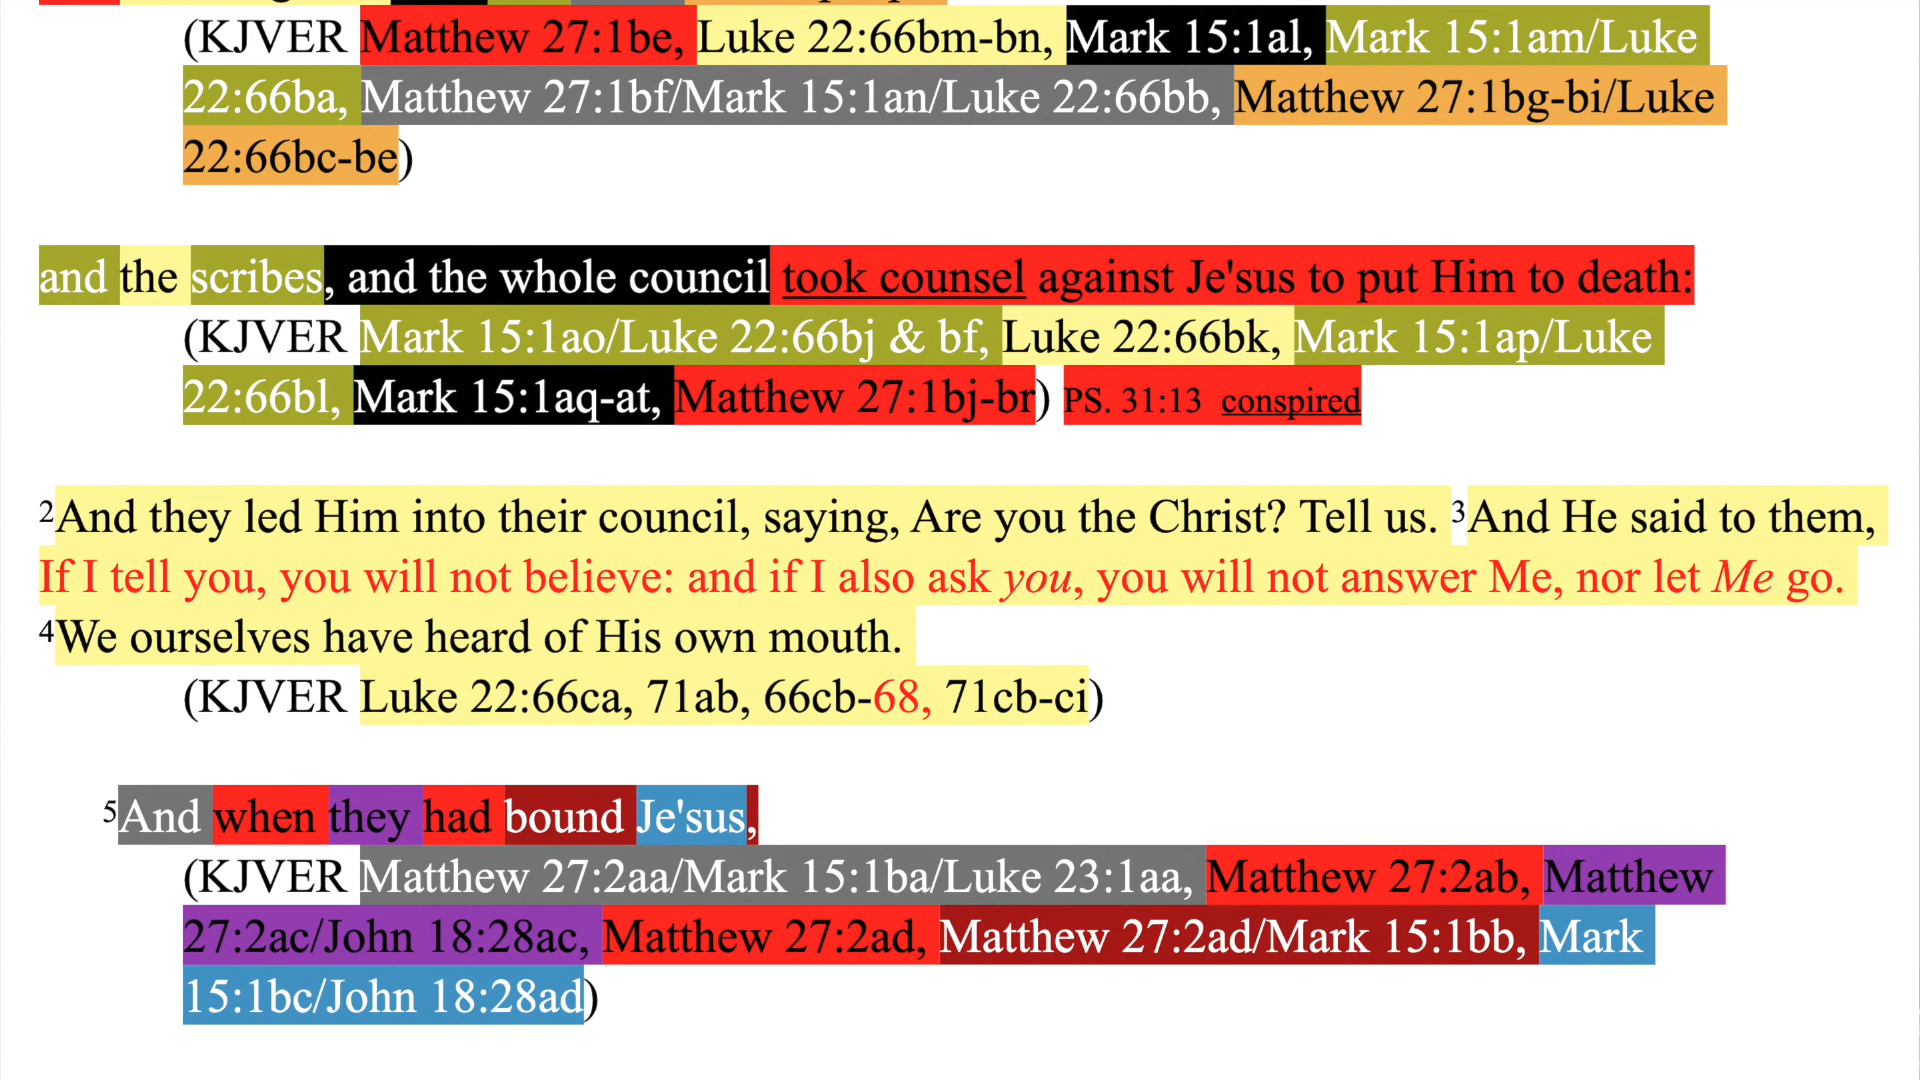 (KJVER Matthew 27:1be, Luke 22:66bm-bn, Mark 15:1al, Mark 15:1am/Luke
22:66ba, Matthew 27:1bf/Mark 15:1an/Luke 22:66bb, Matthew 27:1bg-bi/Luke
22:66bc-be)
and the scribes, and the whole council took counsel against Je'sus to put Him to death:
(KJVER Mark 15:1ao/Luke 22:66bj & bf, Luke 22:66bk, Mark 15:1ap/Luke
22:66bl, Mark 15:1aq-at, Matthew 27:1bj-br) PS. 31:13 conspired
2And they led Him into their council, saying, Are you the Christ? Tell us. 3And He said to them,
If I tell you, you will not believe: and if I also ask you, you will not answer Me, nor let Me go.
4We ourselves have heard of His own mouth.
(KJVER Luke 22:66ca, 71ab, 66cb-68, 71cb-ci)
5And when they had bound Je'sus,
(KJVER Matthew 27:2aa/Mark 15:1ba/Luke 23:1aa, Matthew 27:2ab, Matthew
27:2ac/John 18:28ac, Matthew 27:2ad, Matthew 27:2ad/Mark 15:1bb, Mark
15:1bc/John 18:28ad)